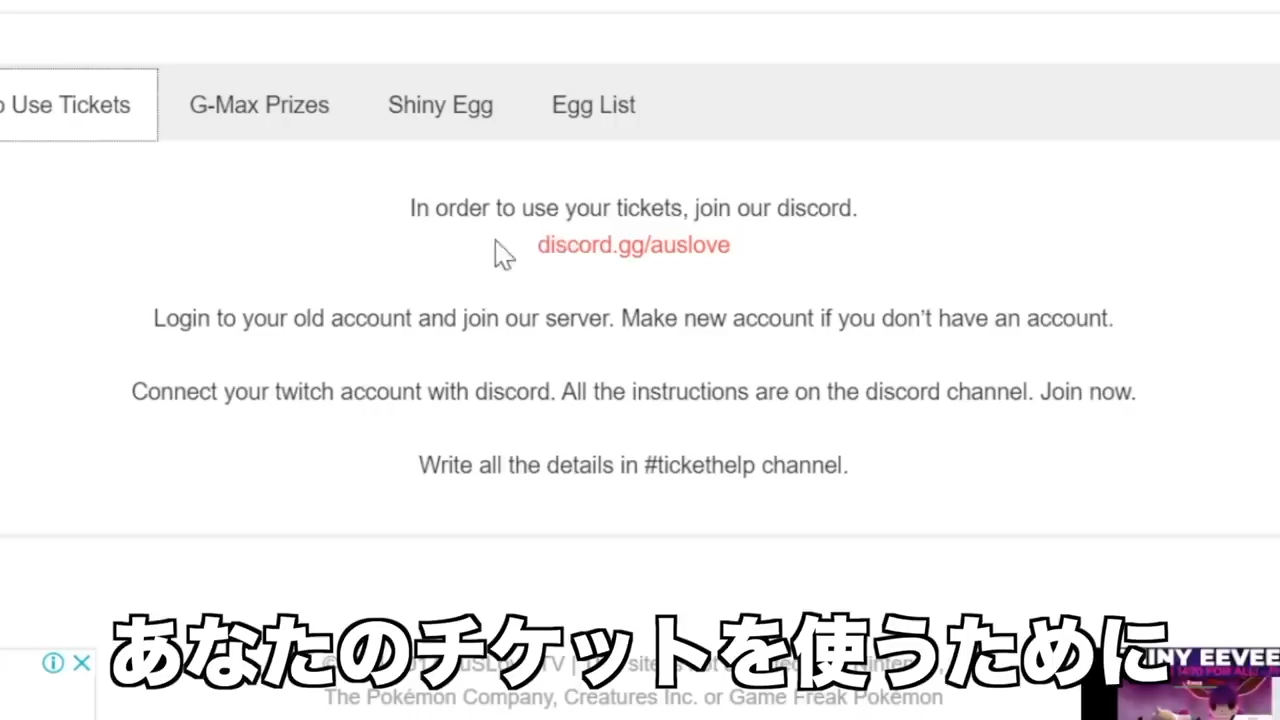 o Use Tickets G-Max Prizes Shiny Egg Egg List
In order to use your tickets, join our discord.
discord.gg/auslove
Login to your old account and join our server. Make new account if you don't have an account.
Connect your twitch account with discord. All the instructions are on the discord channel. Join now.
Write all the details in #tickethelp channel.
あなたのチケットを使うために
The Pokémon Company, Creatures Inc. or Game Freak Pokémon
INY EEVEE
FOR ALL!